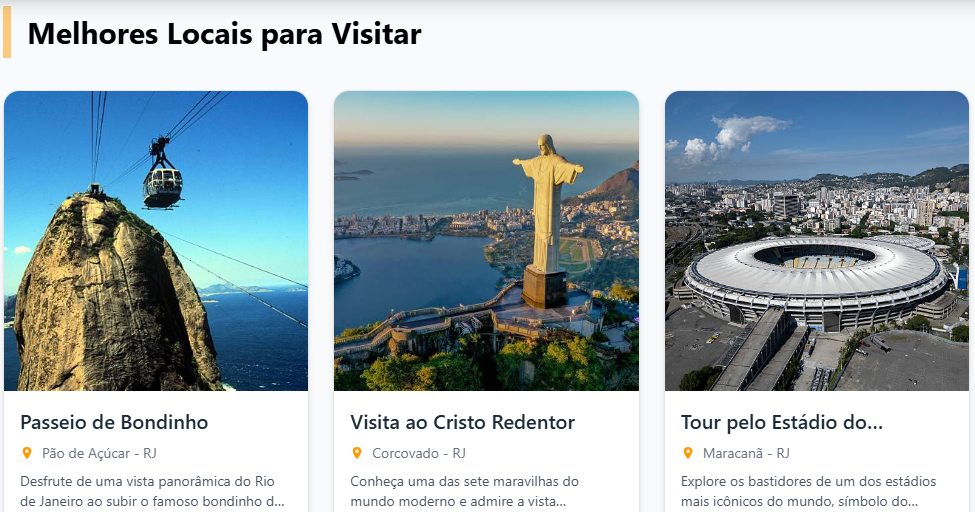 Melhores Locais para Visitar
Passeio de Bondinho
Pão de Açúcar - RJ
Desfrute de uma vista panorâmica do Rio
de Janeiro ao subir o famoso bondinho d...
Visita ao Cristo Redentor
Corcovado - RJ
Conheça uma das sete maravilhas do
mundo moderno e admire a vista...
Tour pelo Estádio do...
Maracanã - RJ
Explore os bastidores de um dos estádios
mais icônicos do mundo, símbolo do...